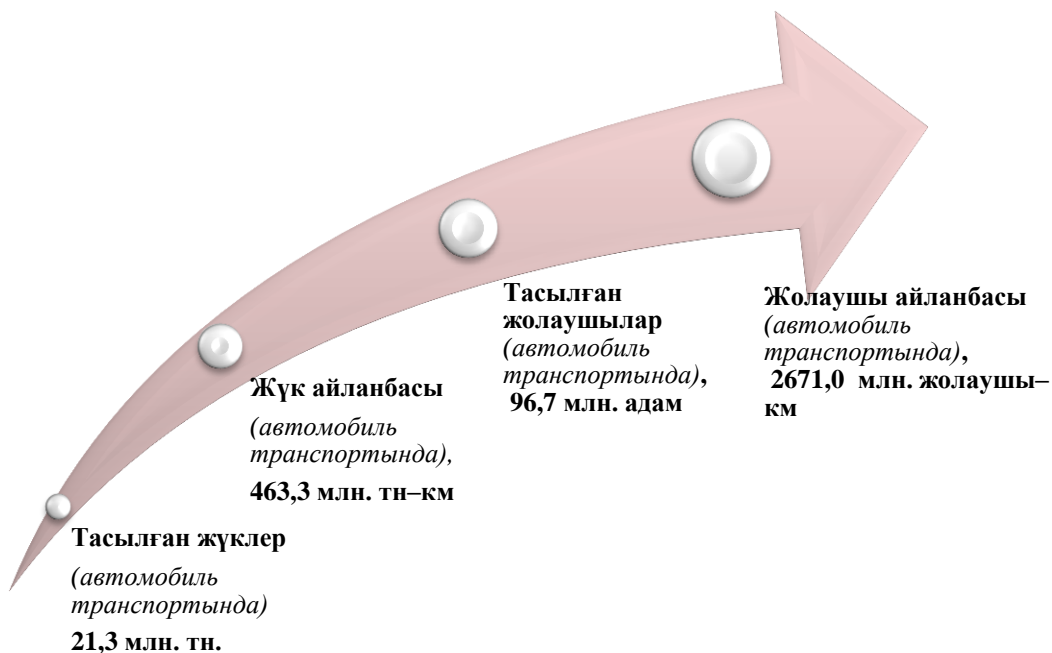 Тасылған
жолаушылар
(автомобиль
транспортында),
96,7 млн. адам
Жолаушы айланбасы
(автомобиль
транспортында),
2671,0 млн. жолаушы–
км
Жүк айланбасы
(автомобиль
транспортында),
463,3 млн. тн–км
Тасылған жүклер
(автомобиль
транспортында)
21,3 млн. тн.